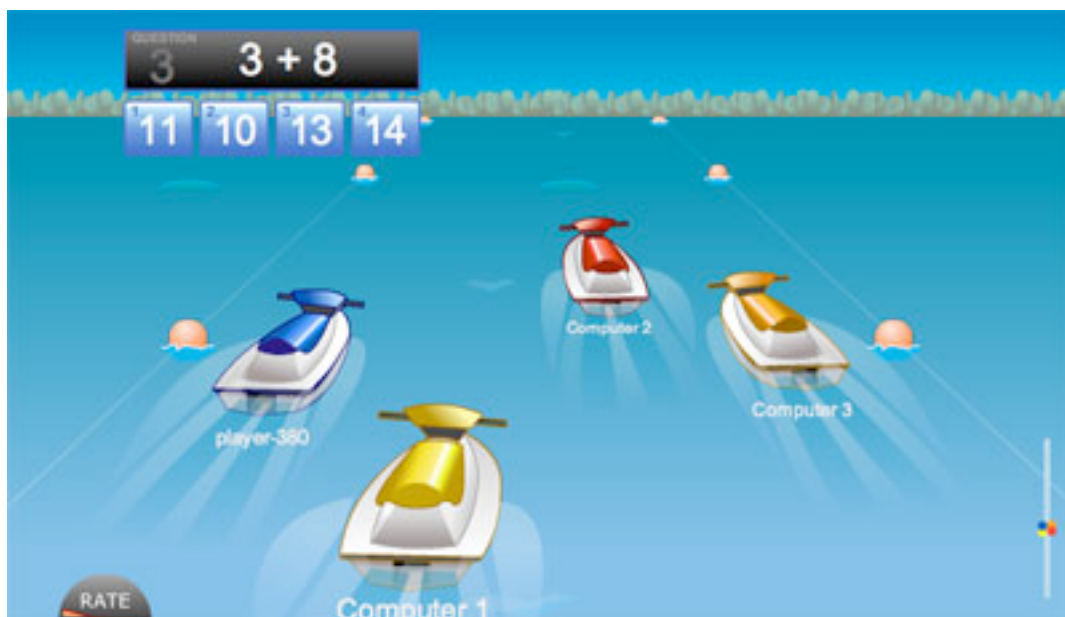 QUESTION
3
3 + 8
1 11
2 10
3 13
4 14
Computer 2
Computer 3
player-380
Computer 1
RATE